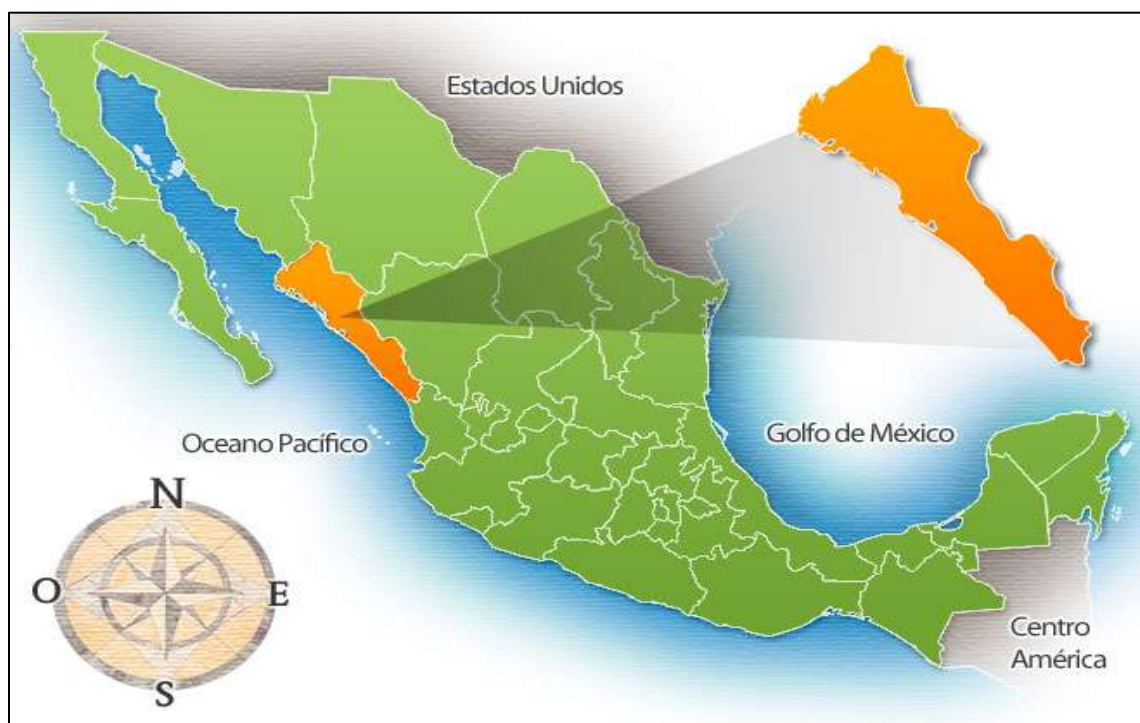 Estados Unidos
Oceano Pacífico
Golfo de México
N
O
E
S
Centro
América